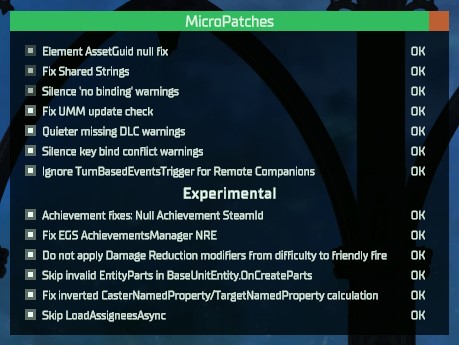 MicroPatches
Element AssetGuid null fix OK
Fix Shared Strings OK
Silence 'no binding' warnings OK
Fix UMM update check OK
Quieter missing DLC warnings OK
Silence key bind conflict warnings OK
Ignore TurnBasedEventsTrigger for Remote Companions OK
Experimental
Achievement fixes: Null Achievement SteamId OK
Fix EGS AchievementsManager NRE OK
Do not apply Damage Reduction modifiers from difficulty to friendly fire OK
Skip invalid EntityParts in BaseUnitEntity.OnCreateParts OK
Fix inverted CasterNamedProperty/TargetNamedProperty calculation OK
Skip LoadAssigneesAsync OK